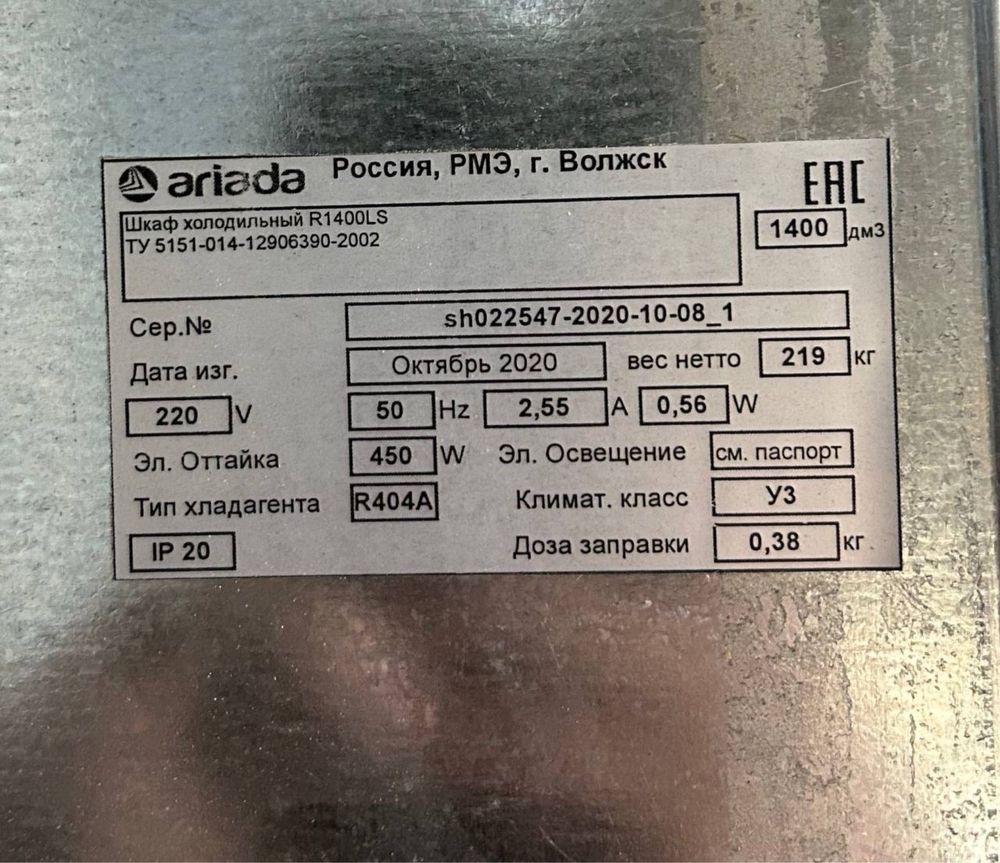 ariada Россия, РМЭ, г. Волжск EAC
Шкаф холодильный R1400LS
ТУ 5151-014-12906390-2002
1400 дм3
Сер.№ sh022547-2020-10-08_1
Дата изг. Октябрь 2020 вес нетто 219 кг
220 V 50 Hz 2,55 A 0,56 W
Эл. Оттайка 450 W Эл. Освещение см. паспорт
Тип хладагента R404A Климат. класс У3
IP 20 Доза заправки 0,38 кг.